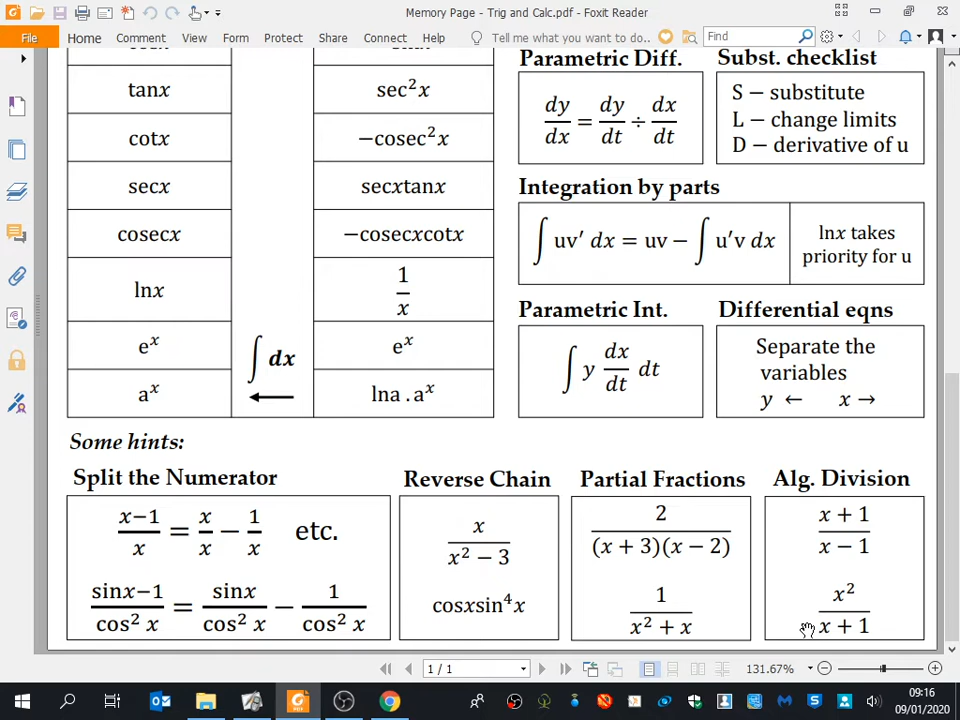 Memory Page - Trig and Calc.pdf - Foxit Reader
File Home Comment View Form Protect Share Connect Help Tell me what you want to do.. Find
tanx sec²x
cotx −cosec²x
secx secxtanx
cosecx −cosecxcotx
lnx 1/x
eˣ ∫ dx eˣ
aˣ ← lna . aˣ
Parametric Diff.
dy/dx = dy/dt ÷ dx/dt
Subst. checklist
S − substitute
L − change limits
D − derivative of u
Integration by parts
∫ uv′ dx = uv − ∫ u′v dx
lnx takes
priority for u
Parametric Int.
∫ y dx/dt dt
Differential eqns
Separate the
variables
y ← x →
Some hints:
Split the Numerator
x−1/x = x/x − 1/x etc.
sinx−1/cos² x = sinx/cos² x − 1/cos² x
Reverse Chain
x/x² − 3
cosxsin⁴x
Partial Fractions
2/(x + 3)(x − 2)
1/x² + x
Alg. Division
x + 1/x − 1
x²/x + 1
1 / 1 131.67%
09:16
09/01/2020